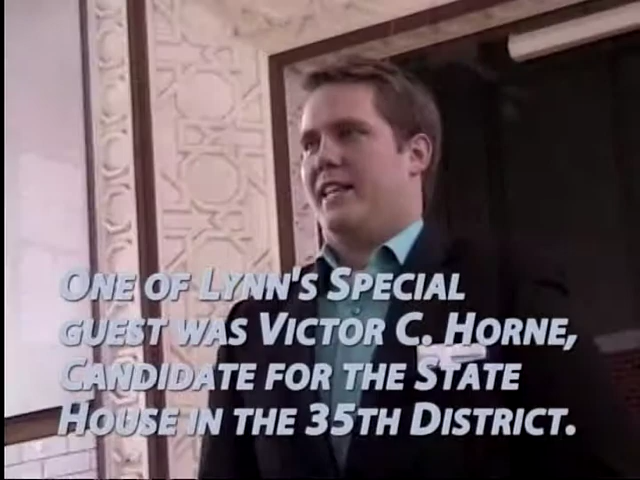 One of Lynn's Special
guest was Victor C. Horne,
Candidate for the State
House in the 35th District.